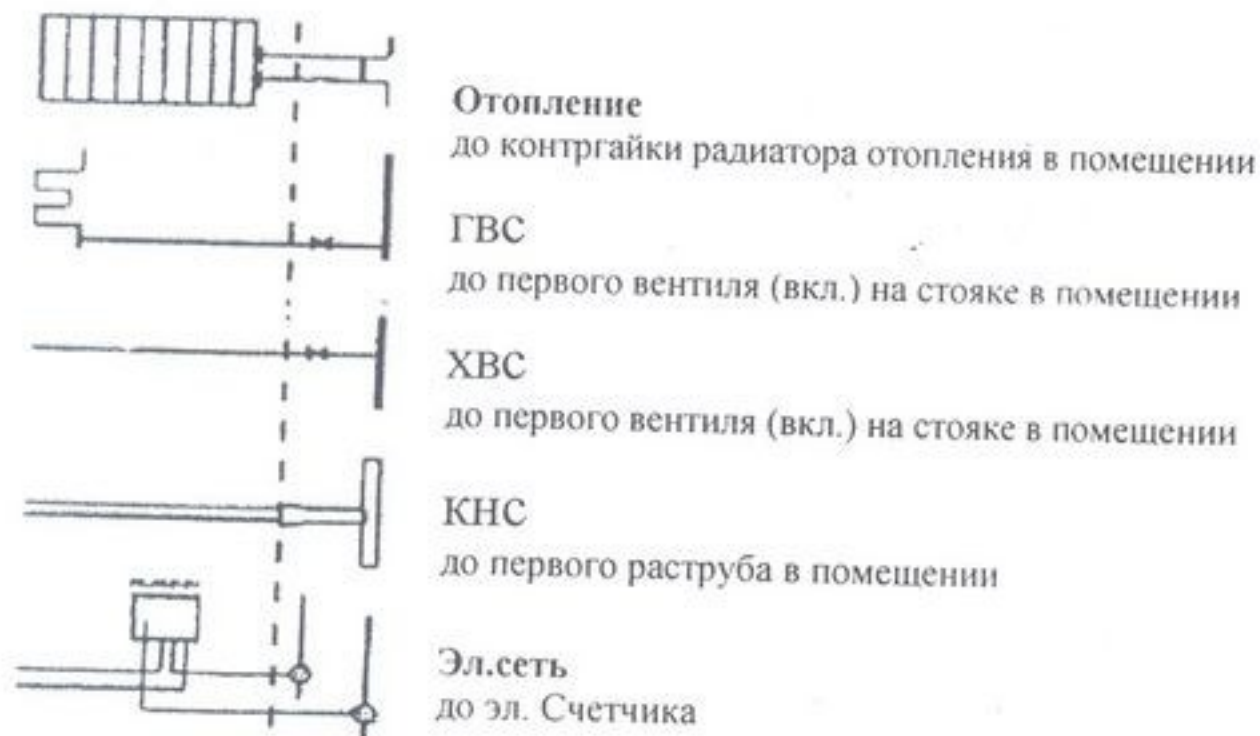 Отопление
до контргайки радиатора отопления в помещении
ГВС
до первого вентиля (вкл.) на стояке в помещении
ХВС
до первого вентиля (вкл.) на стояке в помещении
КНС
до первого раструба в помещении
Эл.сеть
до эл. Счетчика